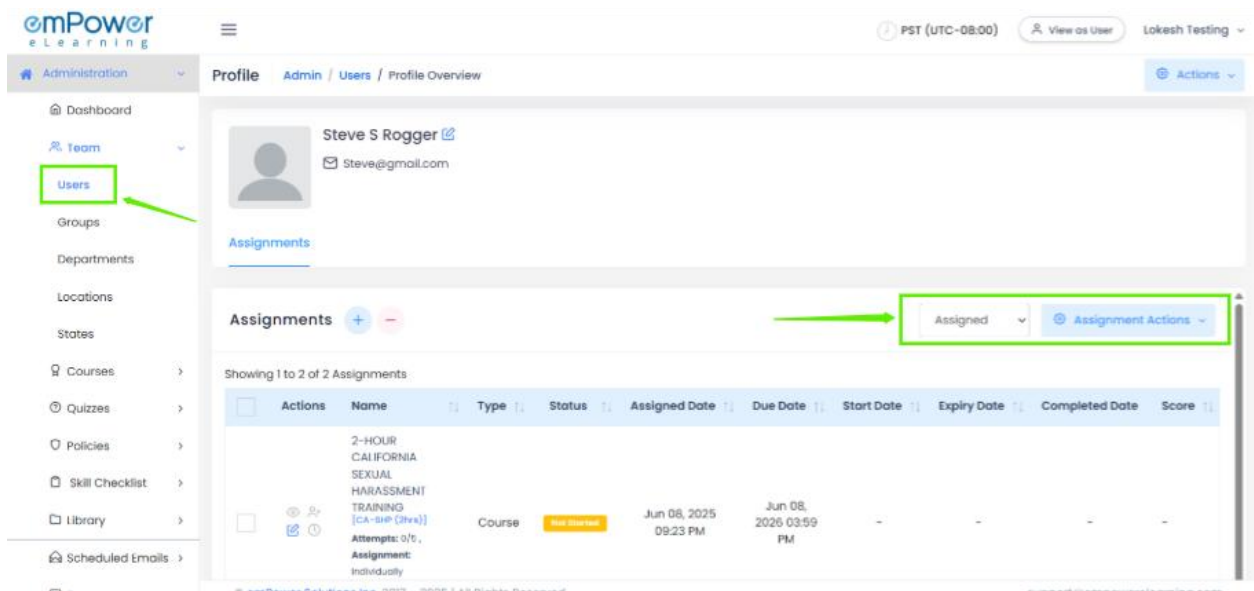 emPower
eLearning
PST (UTC-08:00)
View as User
Lokesh Testing
Administration
Profile
Admin / Users / Profile Overview
Actions
Dashboard
Team
Users
Groups
Departments
Locations
States
Courses
Quizzes
Policies
Skill Checklist
Library
Scheduled Emails
Steve S Rogger
Steve@gmail.com
Assignments
Assignments + -
Assigned
Assignment Actions
Showing 1 to 2 of 2 Assignments
Actions Name Type Status Assigned Date Due Date Start Date Expiry Date Completed Date Score
2-HOUR
CALIFORNIA
SEXUAL
HARASSMENT
TRAINING
[CA-SHP (2hrs)]
Attempts: 0/5 ,
Assignment:
Individually
Course
Not Started
Jun 08, 2025
09:23 PM
Jun 08,
2026 03:59
PM
- - - -